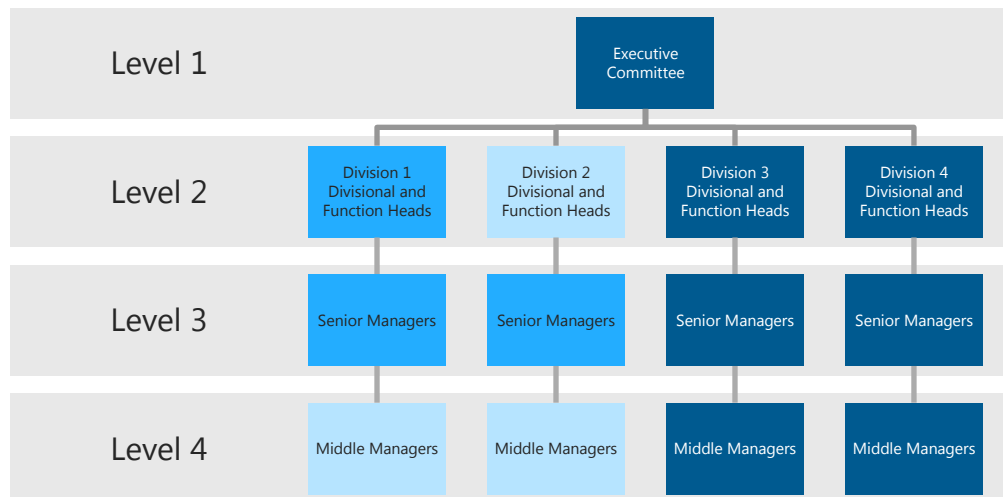 Level 1
Executive
Committee
Level 2
Division 1
Divisional and
Function Heads
Division 2
Divisional and
Function Heads
Division 3
Divisional and
Function Heads
Division 4
Divisional and
Function Heads
Level 3
Senior Managers
Senior Managers
Senior Managers
Senior Managers
Level 4
Middle Managers
Middle Managers
Middle Managers
Middle Managers